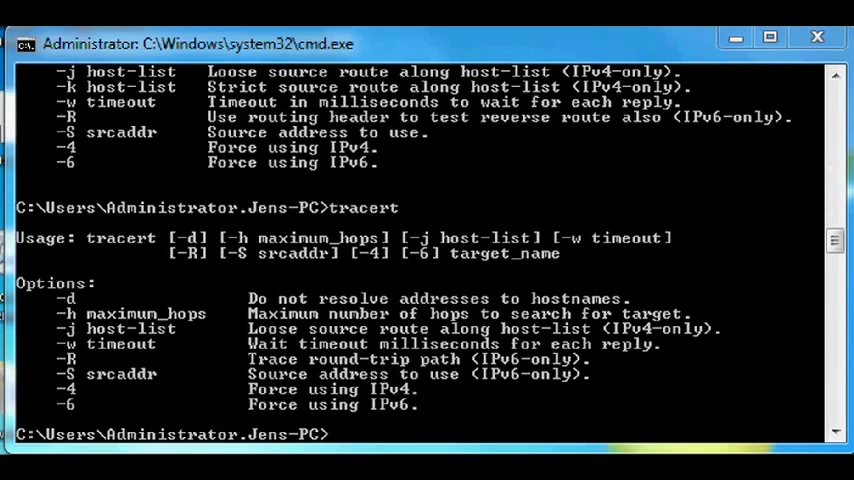 Administrator: C:\Windows\system32\cmd.exe
-j host-list Loose source route along host-list (IPv4-only).
-k host-list Strict source route along host-list (IPv4-only).
-w timeout Timeout in milliseconds to wait for each reply.
-R Use routing header to test reverse route also (IPv6-only).
-S srcaddr Source address to use.
-4 Force using IPv4.
-6 Force using IPv6.
C:\Users\Administrator.Jens-PC>tracert
Usage: tracert [-d] [-h maximum_hops] [-j host-list] [-w timeout]
[-R] [-S srcaddr] [-4] [-6] target_name
Options:
-d Do not resolve addresses to hostnames.
-h maximum_hops Maximum number of hops to search for target.
-j host-list Loose source route along host-list (IPv4-only).
-w timeout Wait timeout milliseconds for each reply.
-R Trace round-trip path (IPv6-only).
-S srcaddr Source address to use (IPv6-only).
-4 Force using IPv4.
-6 Force using IPv6.
C:\Users\Administrator.Jens-PC>